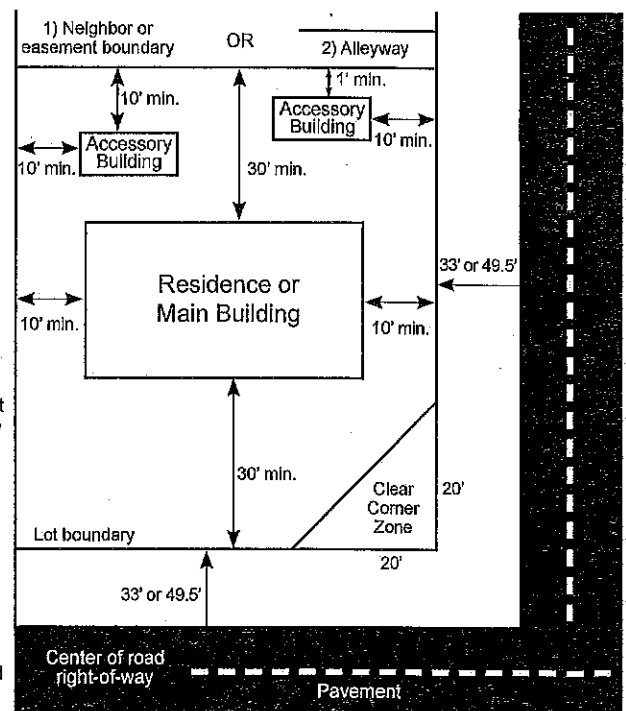 1) Neighbor or
easement boundary
OR
2) Alleyway
10' min.
1' min.
Accessory
Building
10' min.
Accessory
Building
10' min.
30' min.
33' or 49.5'
Residence or
Main Building
10' min.
10' min.
30' min.
Clear
Corner
Zone
20'
Lot boundary
20'
33' or 49.5'
Center of road
right-of-way
Pavement